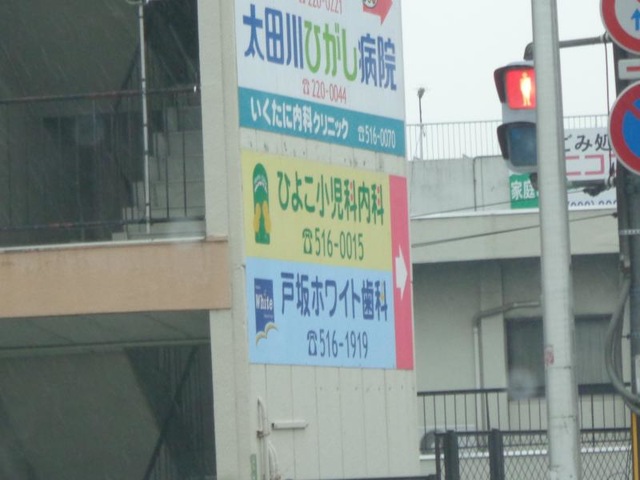 太田川ひがし病院
☎220-0044
いくたに内科クリニック ☎516-0070
ひよこ小児科内科
☎516-0015
White
戸坂ホワイト歯科
☎516-1919
ごみ処
家庭